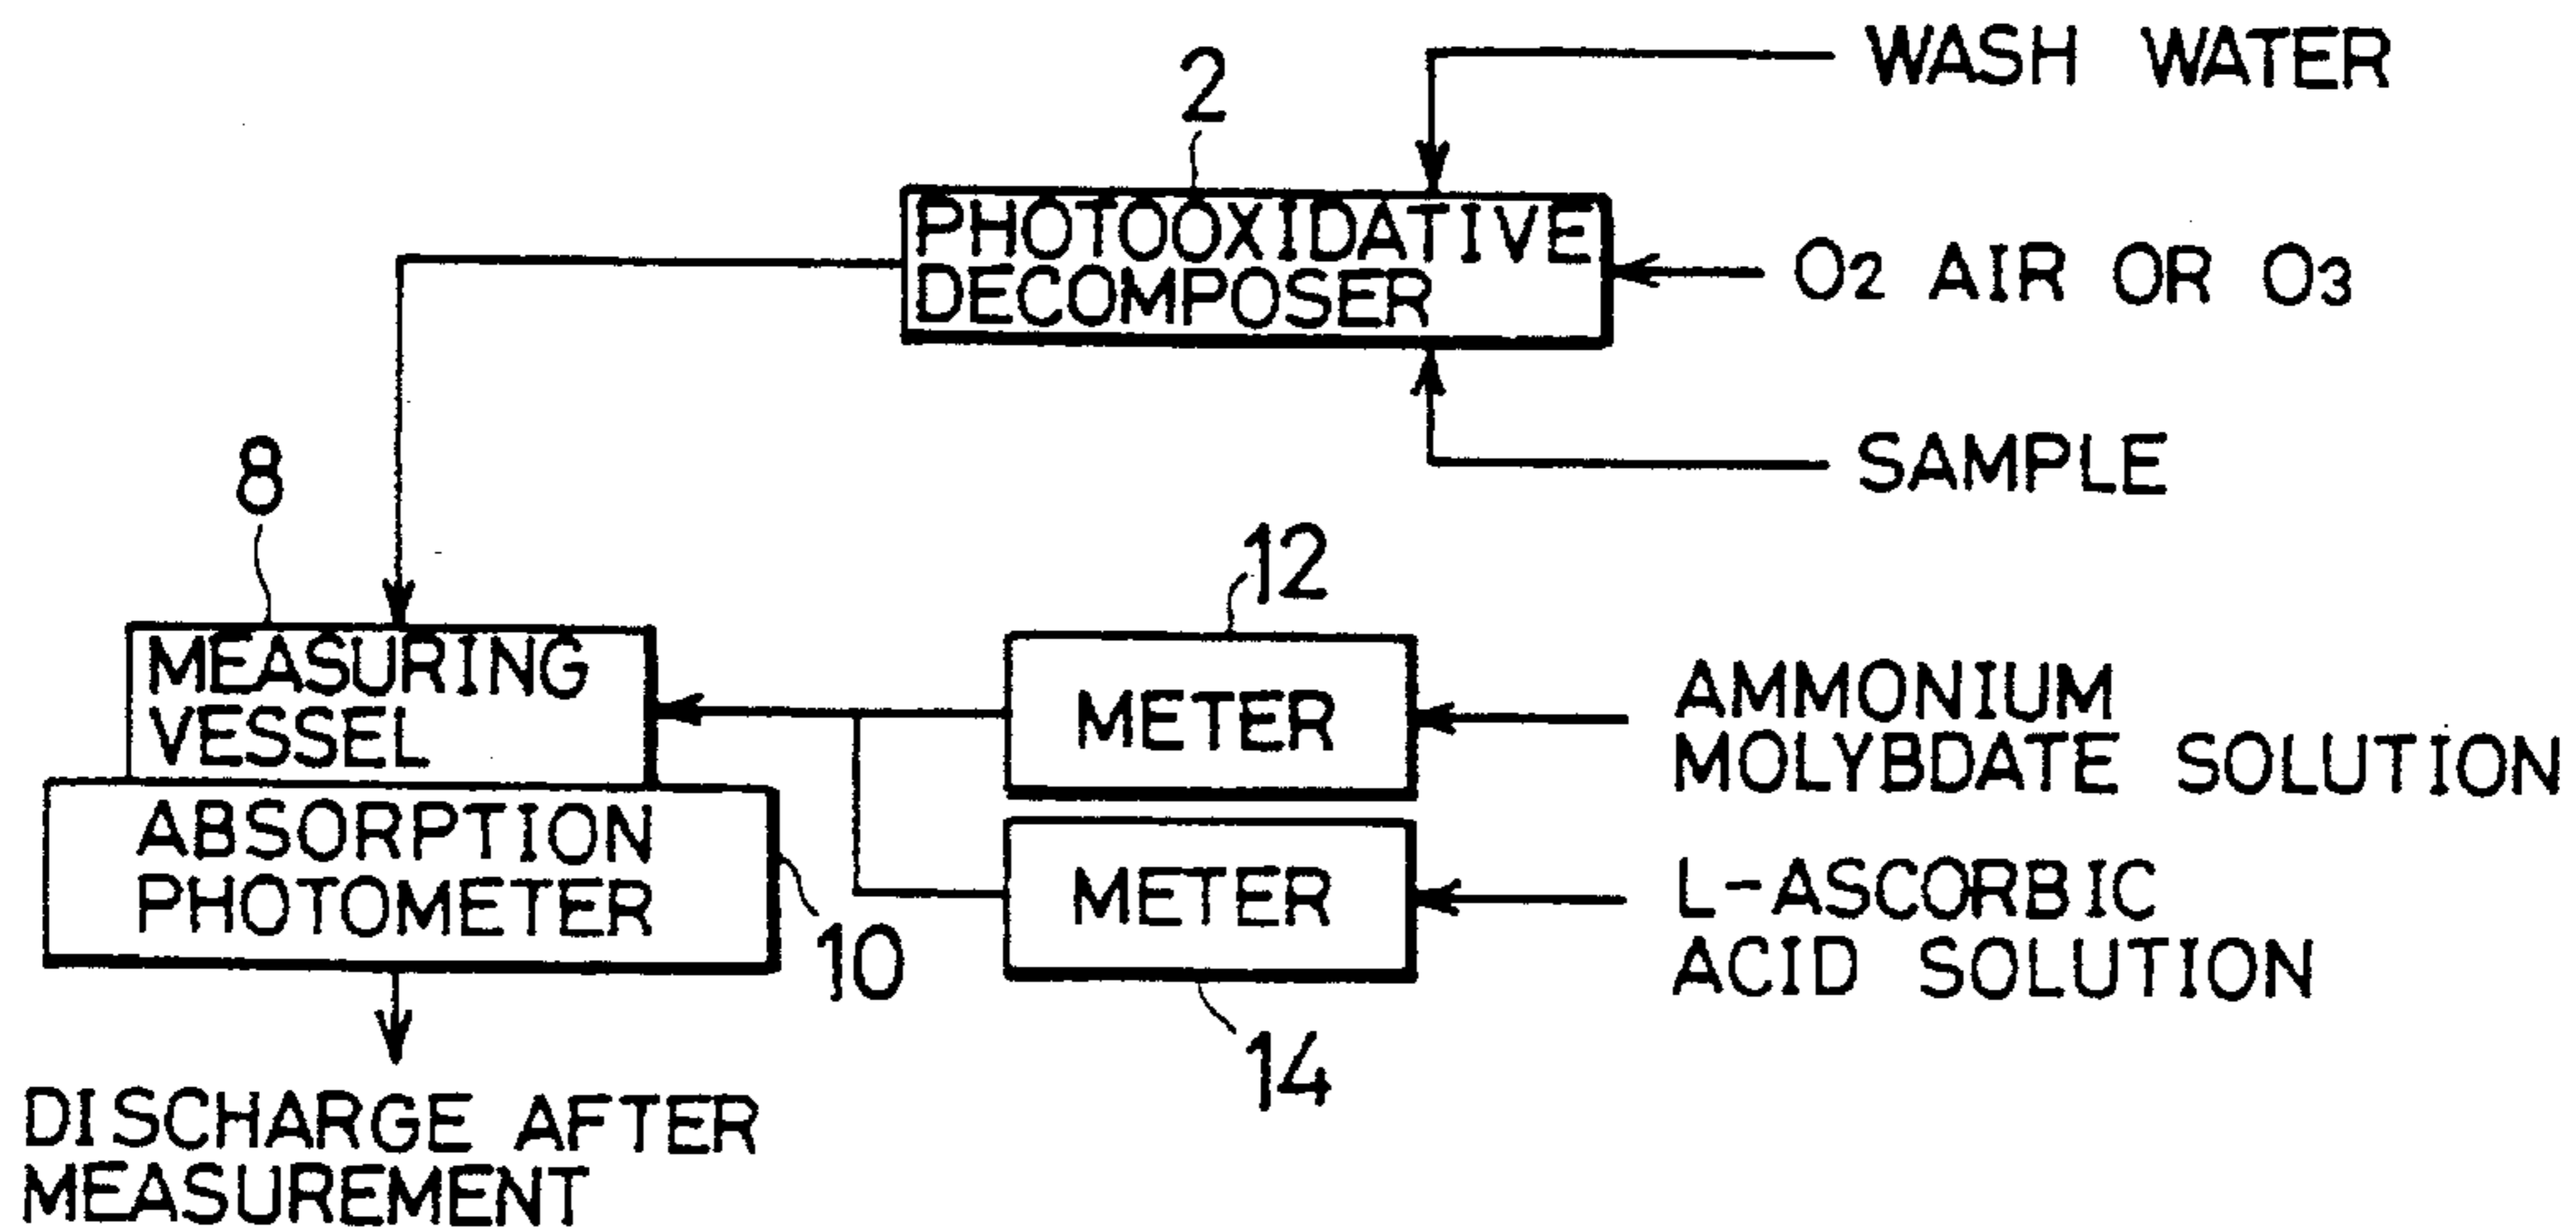 WASH WATER
2
PHOTOOXIDATIVE
DECOMPOSER
O2 AIR OR O3
SAMPLE
8
12
MEASURING
VESSEL
METER
AMMONIUM
MOLYBDATE SOLUTION
ABSORPTION
PHOTOMETER
10
METER
L-ASCORBIC
ACID SOLUTION
14
DISCHARGE AFTER
MEASUREMENT